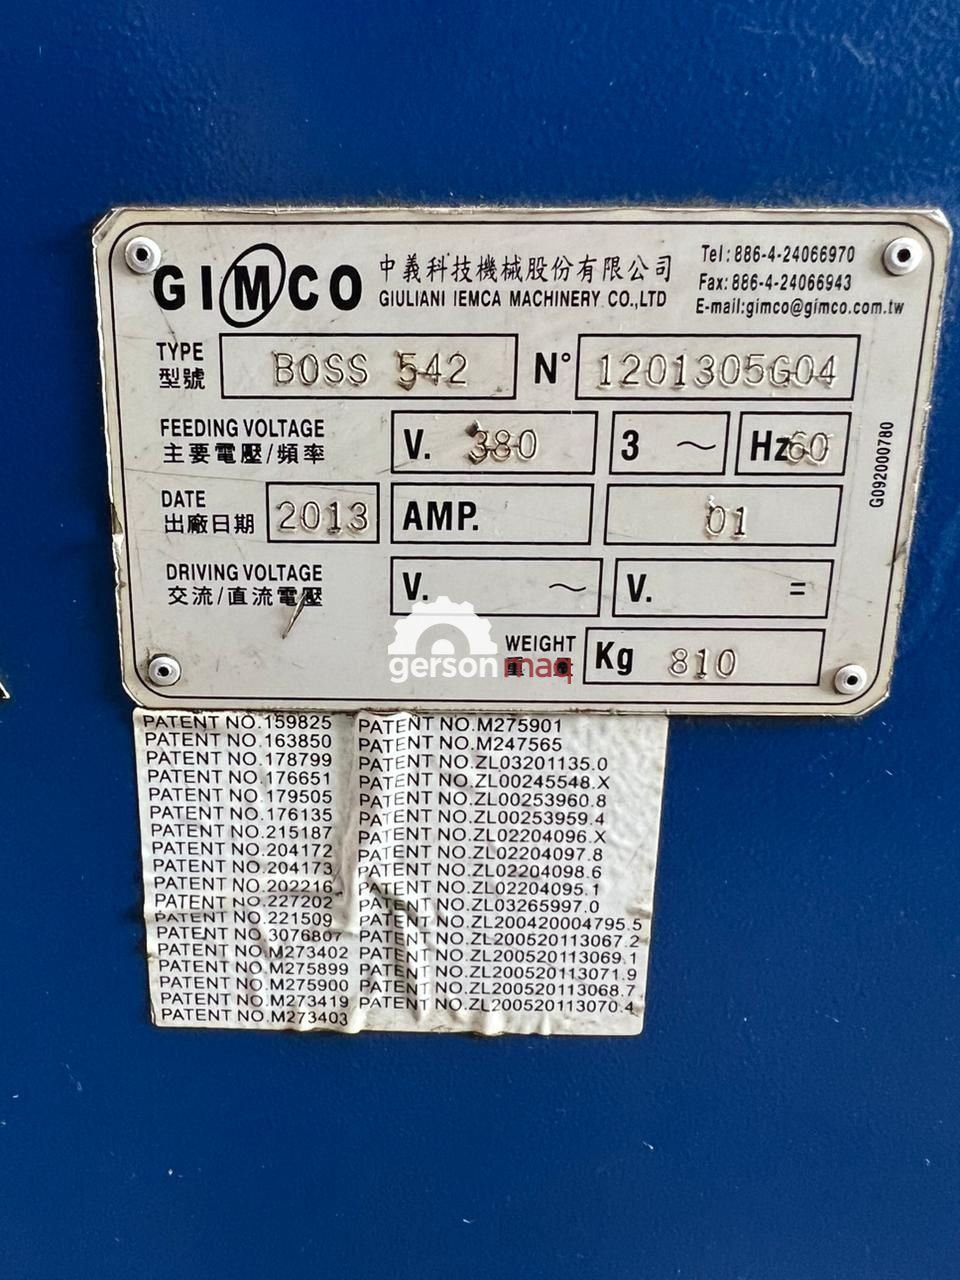 GIMCO 中義科技機械股份有限公司 Tel:886-4-24066970
GIULIANI IEMCA MACHINERY CO.,LTD Fax:886-4-24066943
E-mail:gimco@gimco.com.tw
TYPE
型號 BOSS 542 N° 1201305G04
FEEDING VOLTAGE
主要電壓/頻率 V. 380 3 ~ Hz 60
DATE
出廠日期 2013 AMP. 01
DRIVING VOLTAGE
交流/直流電壓 V. ~ V. =
WEIGHT
重量 Kg 810
G092000780
gersonmaq
PATENT NO.159825
PATENT NO.163850
PATENT NO.178799
PATENT NO.176651
PATENT NO.179505
PATENT NO.176135
PATENT NO.215187
PATENT NO.204172
PATENT NO.204173
PATENT NO.202216
PATENT NO.227202
PATENT NO.221509
PATENT NO.3076807
PATENT NO.M273402
PATENT NO.M275899
PATENT NO.M275900
PATENT NO.M273419
PATENT NO.M273403
PATENT NO.M275901
PATENT NO.M247565
PATENT NO.ZL03201135.0
PATENT NO.ZL00245548.X
PATENT NO.ZL00253960.8
PATENT NO.ZL00253959.4
PATENT NO.ZL02204096.X
PATENT NO.ZL02204097.8
PATENT NO.ZL02204098.6
PATENT NO.ZL02204095.1
PATENT NO.ZL03265997.0
PATENT NO.ZL200420004795.5
PATENT NO.ZL200520113067.2
PATENT NO.ZL200520113069.1
PATENT NO.ZL200520113071.9
PATENT NO.ZL200520113068.7
PATENT NO.ZL200520113070.4